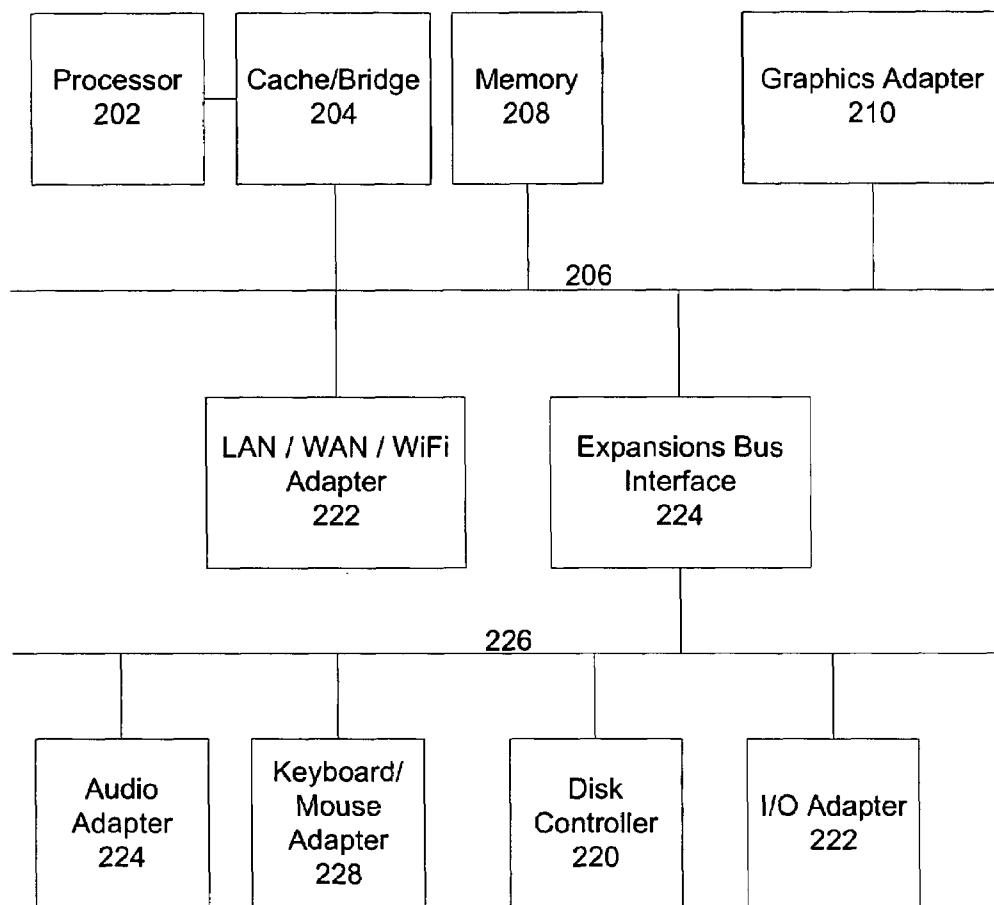 Processor
202
Cache/Bridge
204
Memory
208
Graphics Adapter
210
206
LAN / WAN / WiFi
Adapter
222
Expansions Bus
Interface
224
226
Audio
Adapter
224
Keyboard/
Mouse
Adapter
228
Disk
Controller
220
I/O Adapter
222